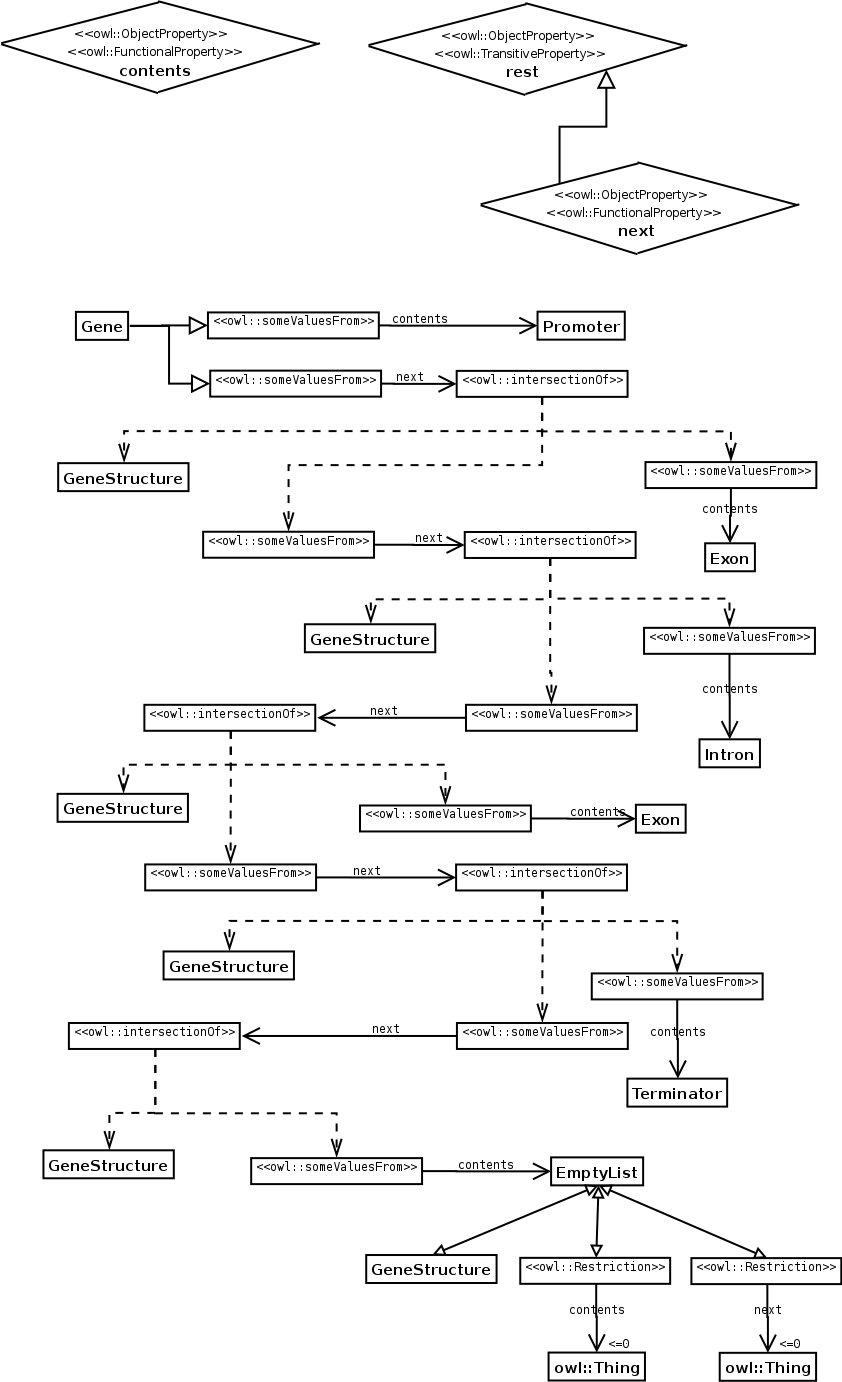 <<owl::ObjectProperty>>
<<owl::FunctionalProperty>>
contents
<<owl::ObjectProperty>>
<<owl::TransitiveProperty>>
rest
<<owl::ObjectProperty>>
<<owl::FunctionalProperty>>
next
Gene
<<owl::someValuesFrom>>
contents
Promoter
<<owl::someValuesFrom>>
next
<<owl::intersectionOf>>
GeneStructure
<<owl::someValuesFrom>>
contents
Exon
<<owl::someValuesFrom>>
next
<<owl::intersectionOf>>
GeneStructure
<<owl::someValuesFrom>>
contents
Intron
<<owl::intersectionOf>>
next
<<owl::someValuesFrom>>
GeneStructure
<<owl::someValuesFrom>>
contents
Exon
<<owl::someValuesFrom>>
next
<<owl::intersectionOf>>
GeneStructure
<<owl::someValuesFrom>>
contents
Terminator
<<owl::intersectionOf>>
next
<<owl::someValuesFrom>>
GeneStructure
<<owl::someValuesFrom>>
contents
EmptyList
GeneStructure
<<owl::Restriction>>
contents
<=0
owl::Thing
<<owl::Restriction>>
next
<=0
owl::Thing